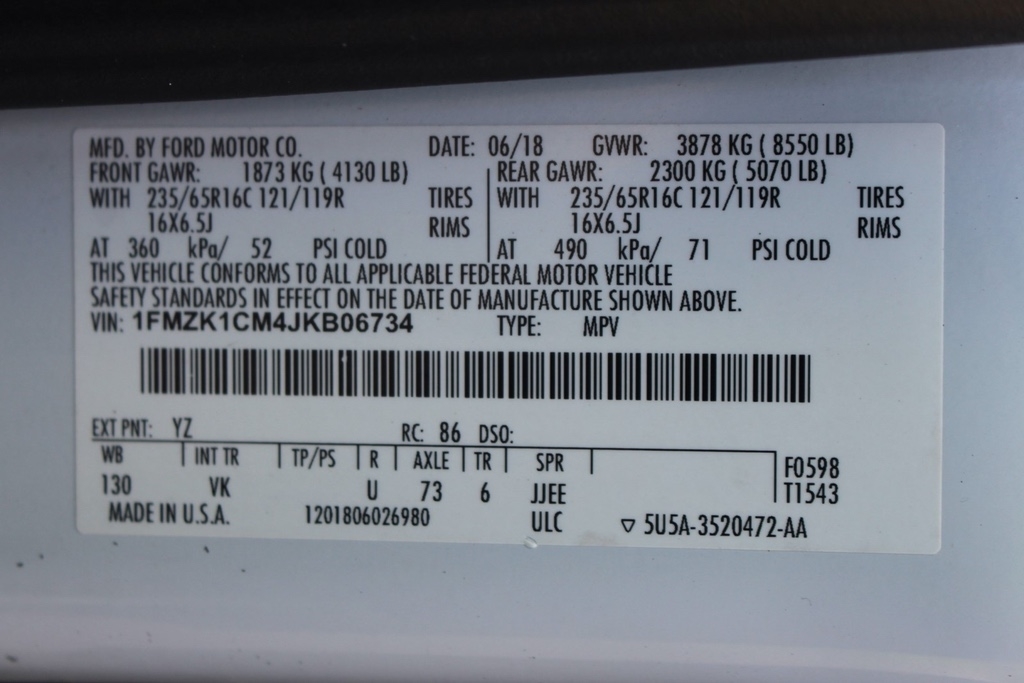 MFD. BY FORD MOTOR CO. DATE: 06/18 GVWR: 3878 KG ( 8550 LB)
FRONT GAWR: 1873 KG ( 4130 LB) REAR GAWR: 2300 KG ( 5070 LB)
WITH 235/65R16C 121/119R TIRES WITH 235/65R16C 121/119R TIRES
16X6.5J RIMS 16X6.5J RIMS
AT 360 kPa/ 52 PSI COLD AT 490 kPa/ 71 PSI COLD
THIS VEHICLE CONFORMS TO ALL APPLICABLE FEDERAL MOTOR VEHICLE
SAFETY STANDARDS IN EFFECT ON THE DATE OF MANUFACTURE SHOWN ABOVE.
VIN: 1FMZK1CM4JKB06734 TYPE: MPV
EXT PNT: YZ RC: 86 DSO:
WB INT TR TP/PS R AXLE TR SPR F0598
130 VK U 73 6 JJEE T1543
MADE IN U.S.A. 1201806026980 ULC ▽ 5U5A-3520472-AA